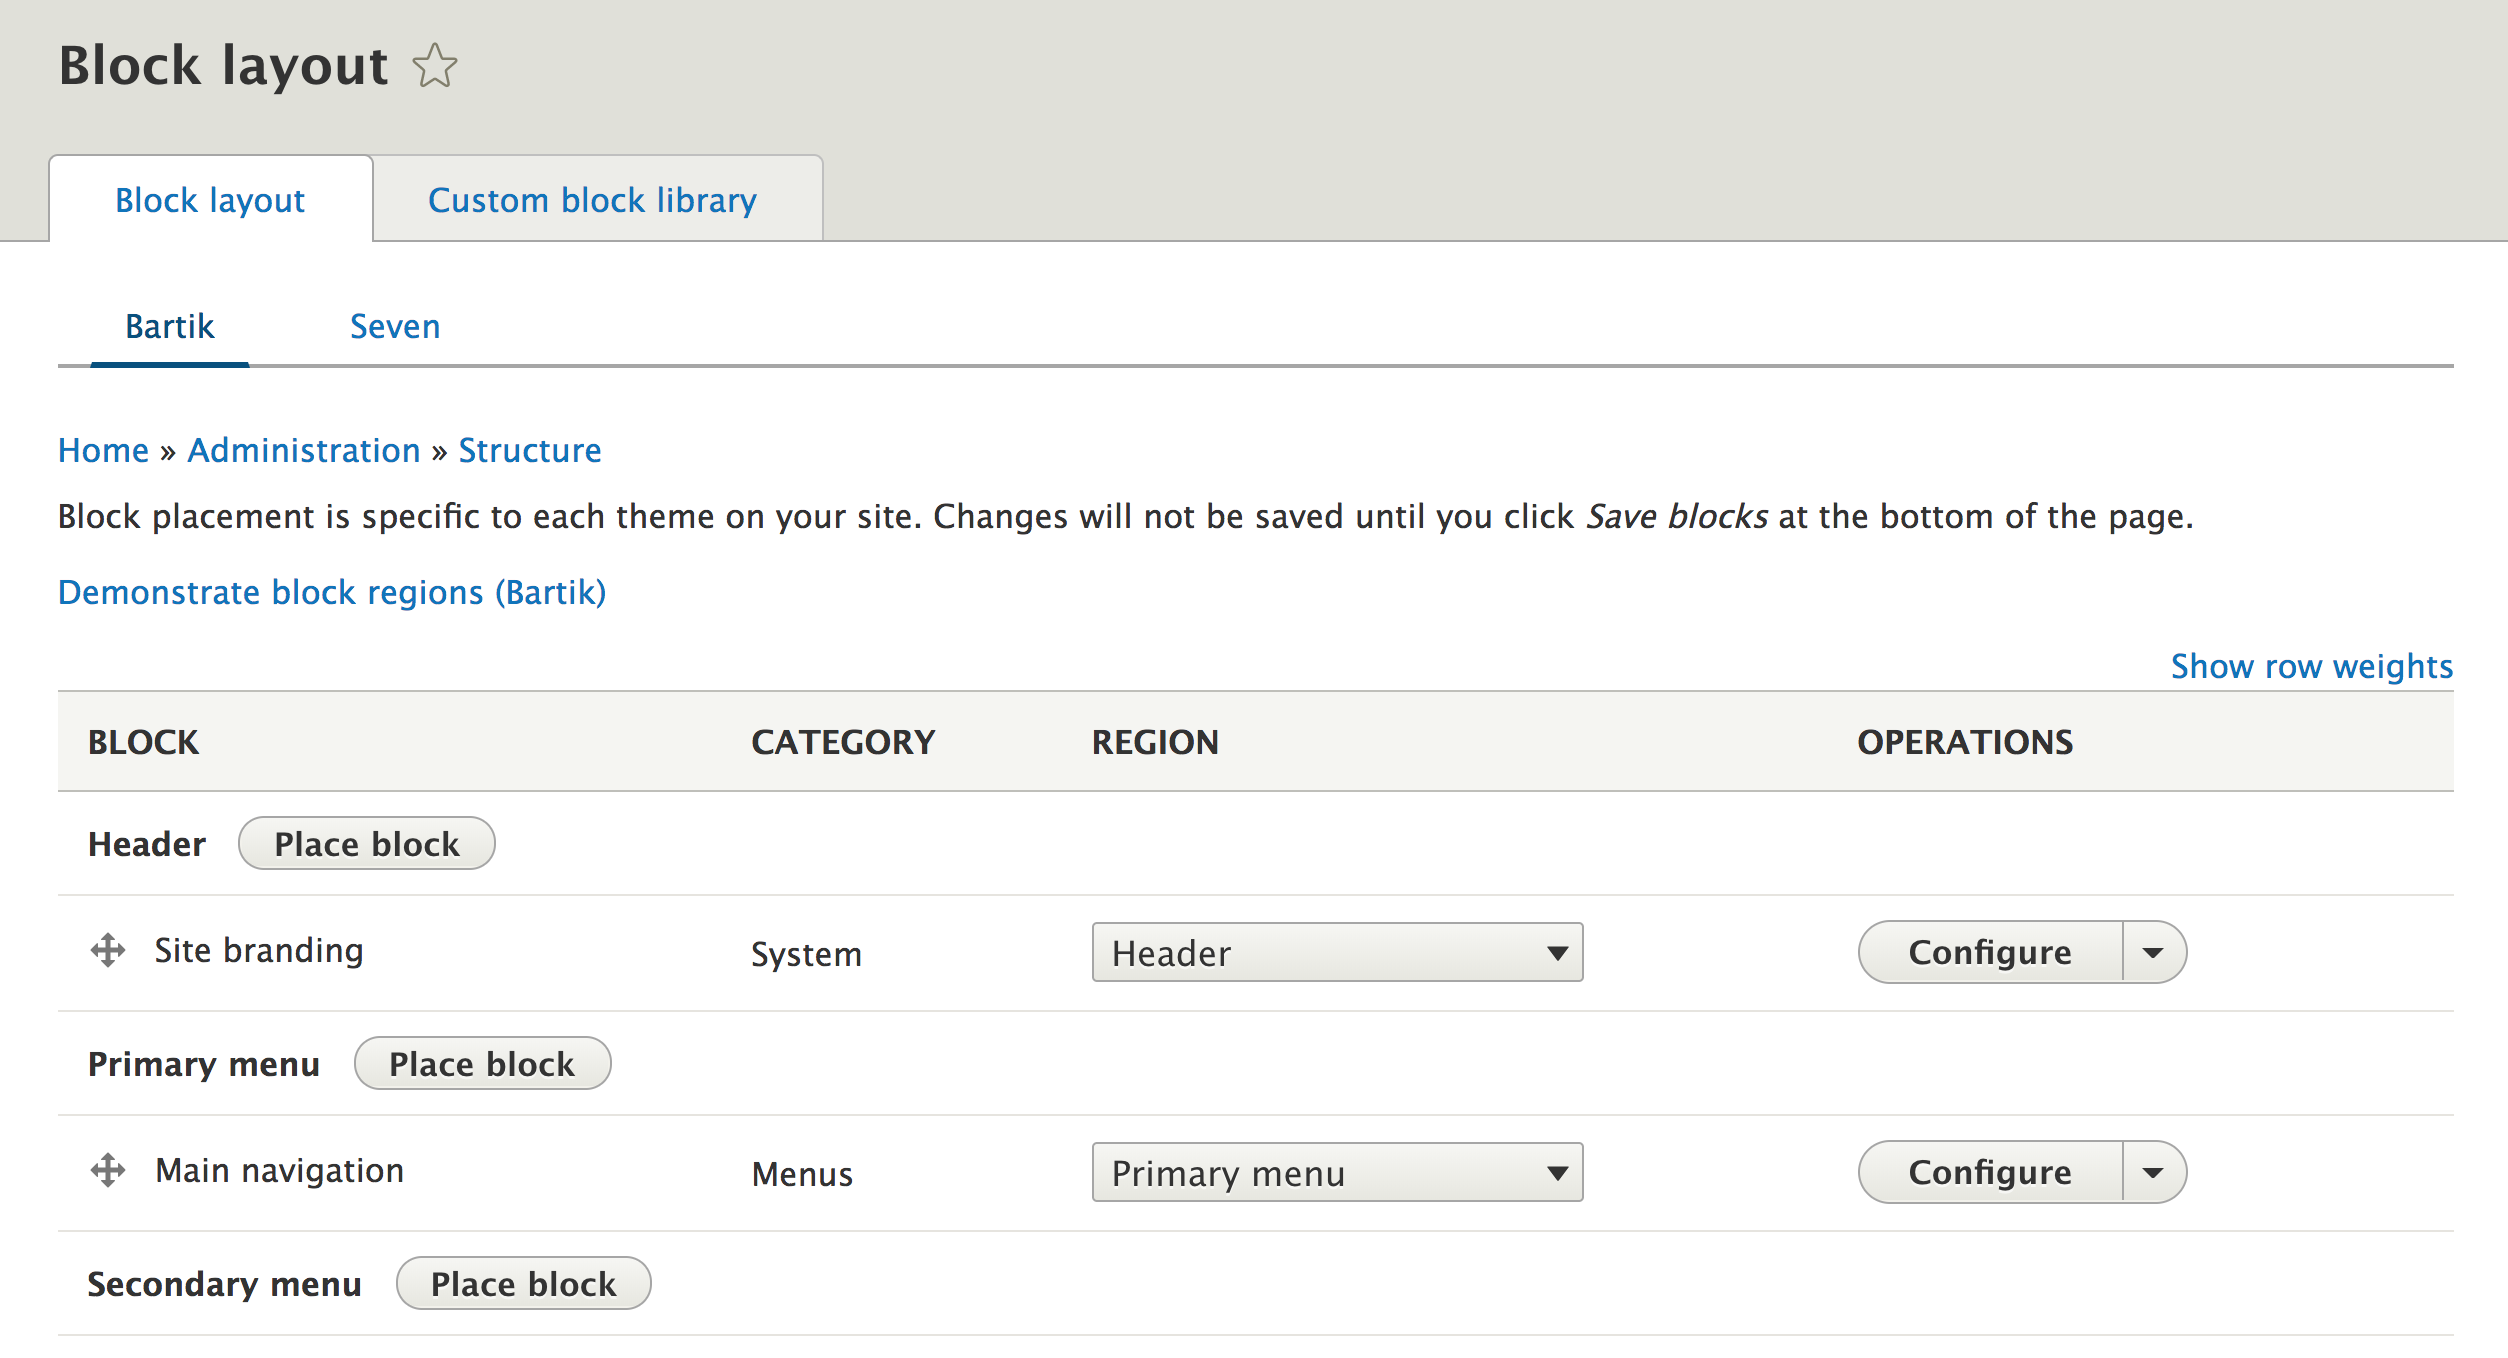 Block layout
Block layout Custom block library
Bartik Seven
Home » Administration » Structure
Block placement is specific to each theme on your site. Changes will not be saved until you click Save blocks at the bottom of the page.
Demonstrate block regions (Bartik)
Show row weights
BLOCK CATEGORY REGION OPERATIONS
Header Place block
Site branding System Header Configure
Primary menu Place block
Main navigation Menus Primary menu Configure
Secondary menu Place block